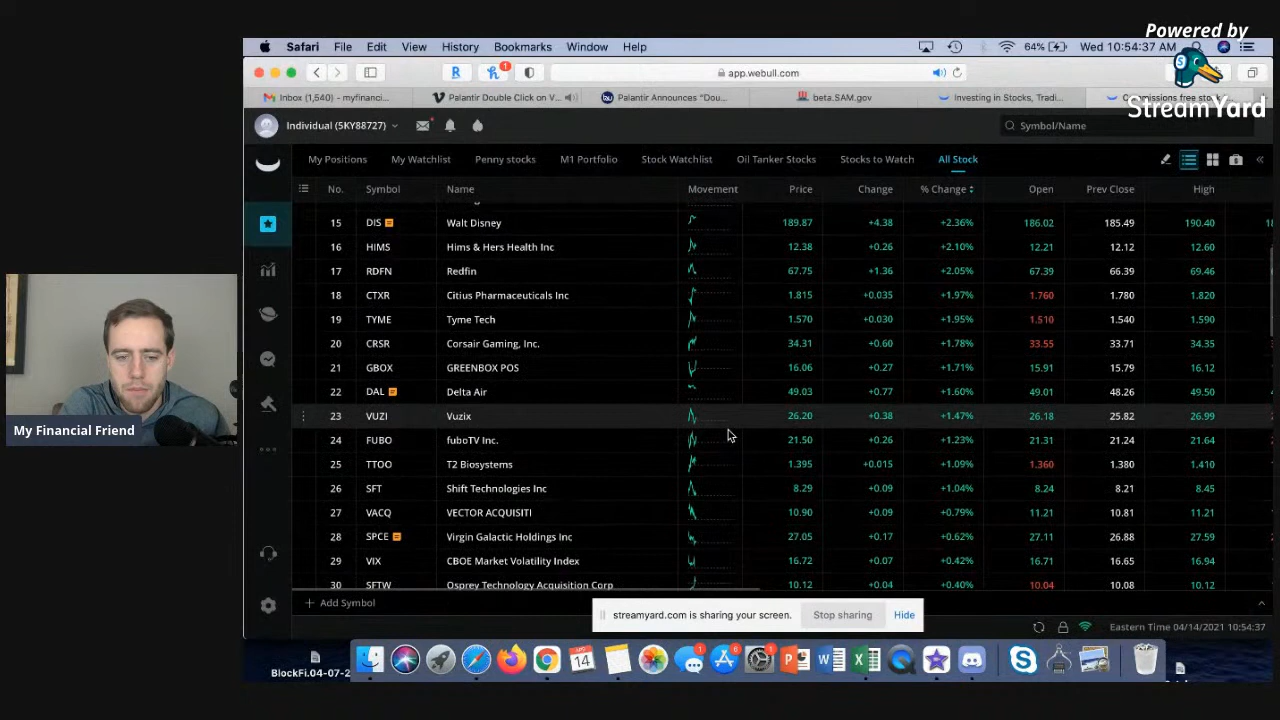 Powered by
StreamYard
Safari File Edit View History Bookmarks Window Help 64% Wed 10:54:37 AM
app.webull.com
Inbox (1,540) - myfinanci... Palantir Double Click on V... Palantir Announces “Dou... beta.SAM.gov Investing in Stocks, Tradi...
Individual (5KY88727) Symbol/Name
My Positions My Watchlist Penny stocks M1 Portfolio Stock Watchlist Oil Tanker Stocks Stocks to Watch All Stock
No. Symbol Name Movement Price Change % Change Open Prev Close High
15 DIS Walt Disney 189.87 +4.38 +2.36% 186.02 185.49 190.40
16 HIMS Hims & Hers Health Inc 12.38 +0.26 +2.10% 12.21 12.12 12.60
17 RDFN Redfin 67.75 +1.36 +2.05% 67.39 66.39 69.46
18 CTXR Citius Pharmaceuticals Inc 1.815 +0.035 +1.97% 1.760 1.780 1.820
19 TYME Tyme Tech 1.570 +0.030 +1.95% 1.510 1.540 1.590
20 CRSR Corsair Gaming, Inc. 34.31 +0.60 +1.78% 33.55 33.71 34.35
21 GBOX GREENBOX POS 16.06 +0.27 +1.71% 15.91 15.79 16.12
22 DAL Delta Air 49.03 +0.77 +1.60% 49.01 48.26 49.50
23 VUZI Vuzix 26.20 +0.38 +1.47% 26.18 25.82 26.99
24 FUBO fuboTV Inc. 21.50 +0.26 +1.23% 21.31 21.24 21.64
25 TTOO T2 Biosystems 1.395 +0.015 +1.09% 1.360 1.380 1.410
26 SFT Shift Technologies Inc 8.29 +0.09 +1.04% 8.24 8.21 8.45
27 VACQ VECTOR ACQUISITI 10.90 +0.09 +0.79% 11.21 10.81 11.21
28 SPCE Virgin Galactic Holdings Inc 27.05 +0.17 +0.62% 27.11 26.88 27.59
29 VIX CBOE Market Volatility Index 16.72 +0.07 +0.42% 16.71 16.65 16.94
30 SFTW Osprey Technology Acquisition Corp 10.12 +0.04 +0.40% 10.04 10.08 10.12
My Financial Friend
+ Add Symbol
streamyard.com is sharing your screen. Stop sharing Hide
Eastern Time 04/14/2021 10:54:37
BlockFi.04-07-2